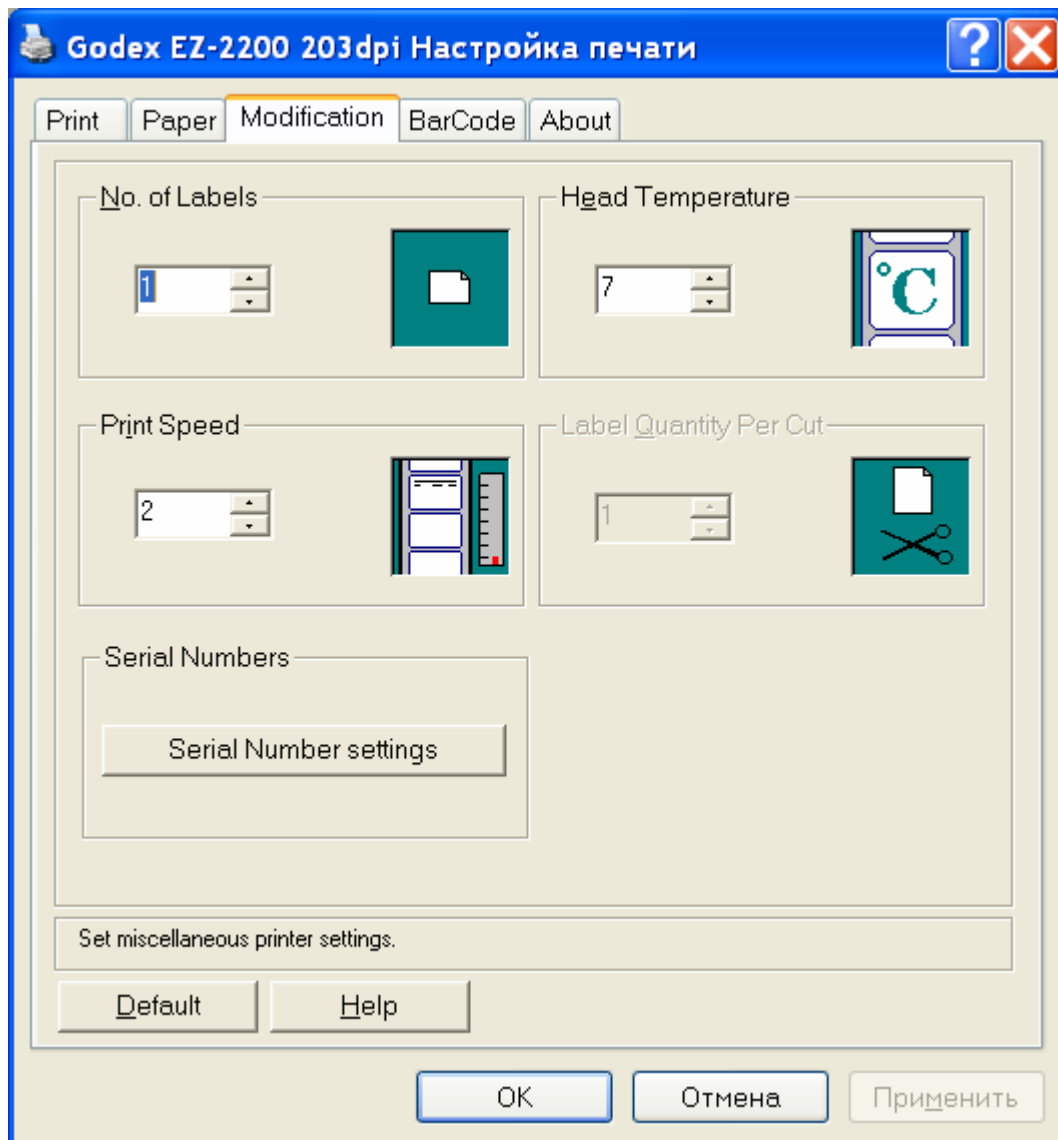 Godex EZ-2200 203dpi Настройка печати
Print Paper Modification BarCode About
No. of Labels
1
Head Temperature
7
°C
Print Speed
2
Label Quantity Per Cut
1
Serial Numbers
Serial Number settings
Set miscellaneous printer settings.
Default Help
OK Отмена Применить